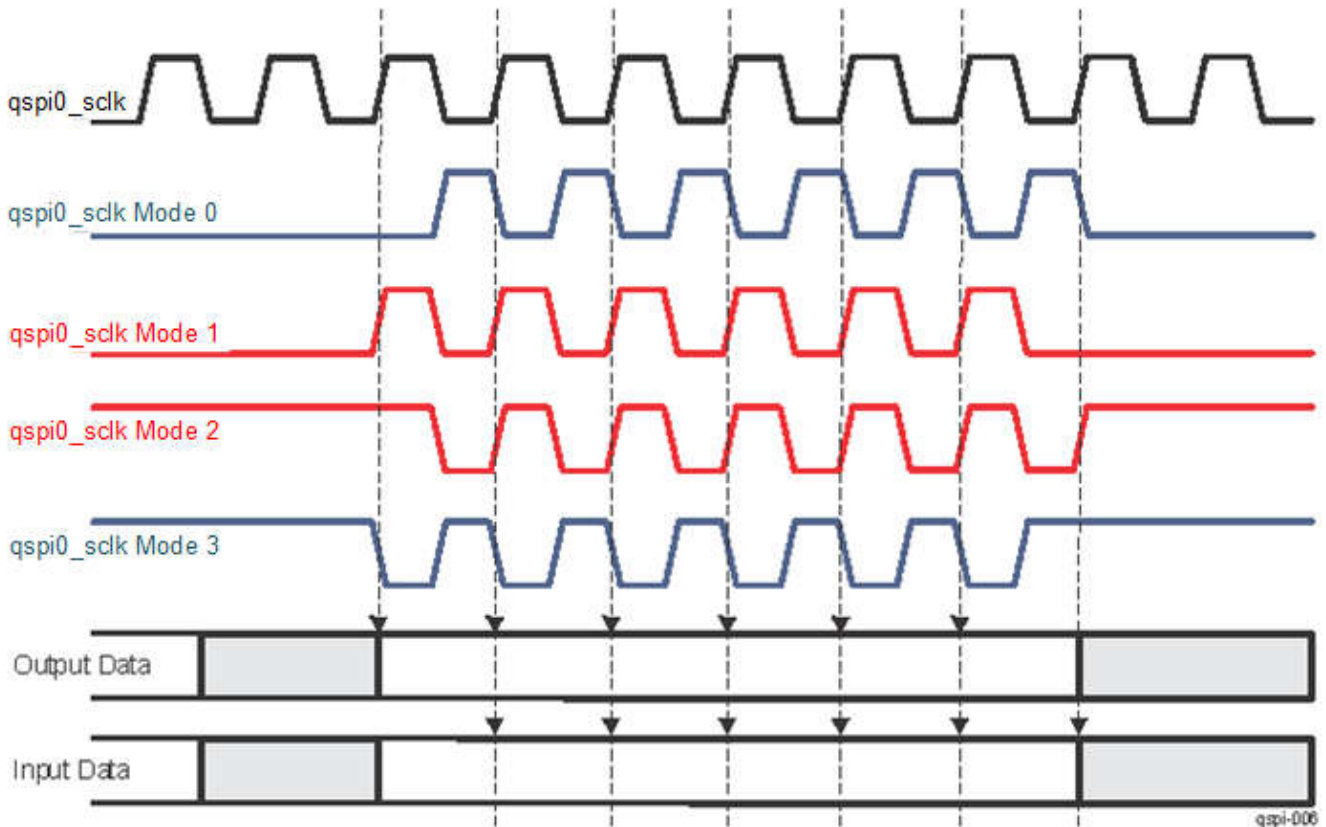 qspi0_sclk
qspi0_sclk Mode 0
qspi0_sclk Mode 1
qspi0_sclk Mode 2
qspi0_sclk Mode 3
Output Data
Input Data
qspi-006